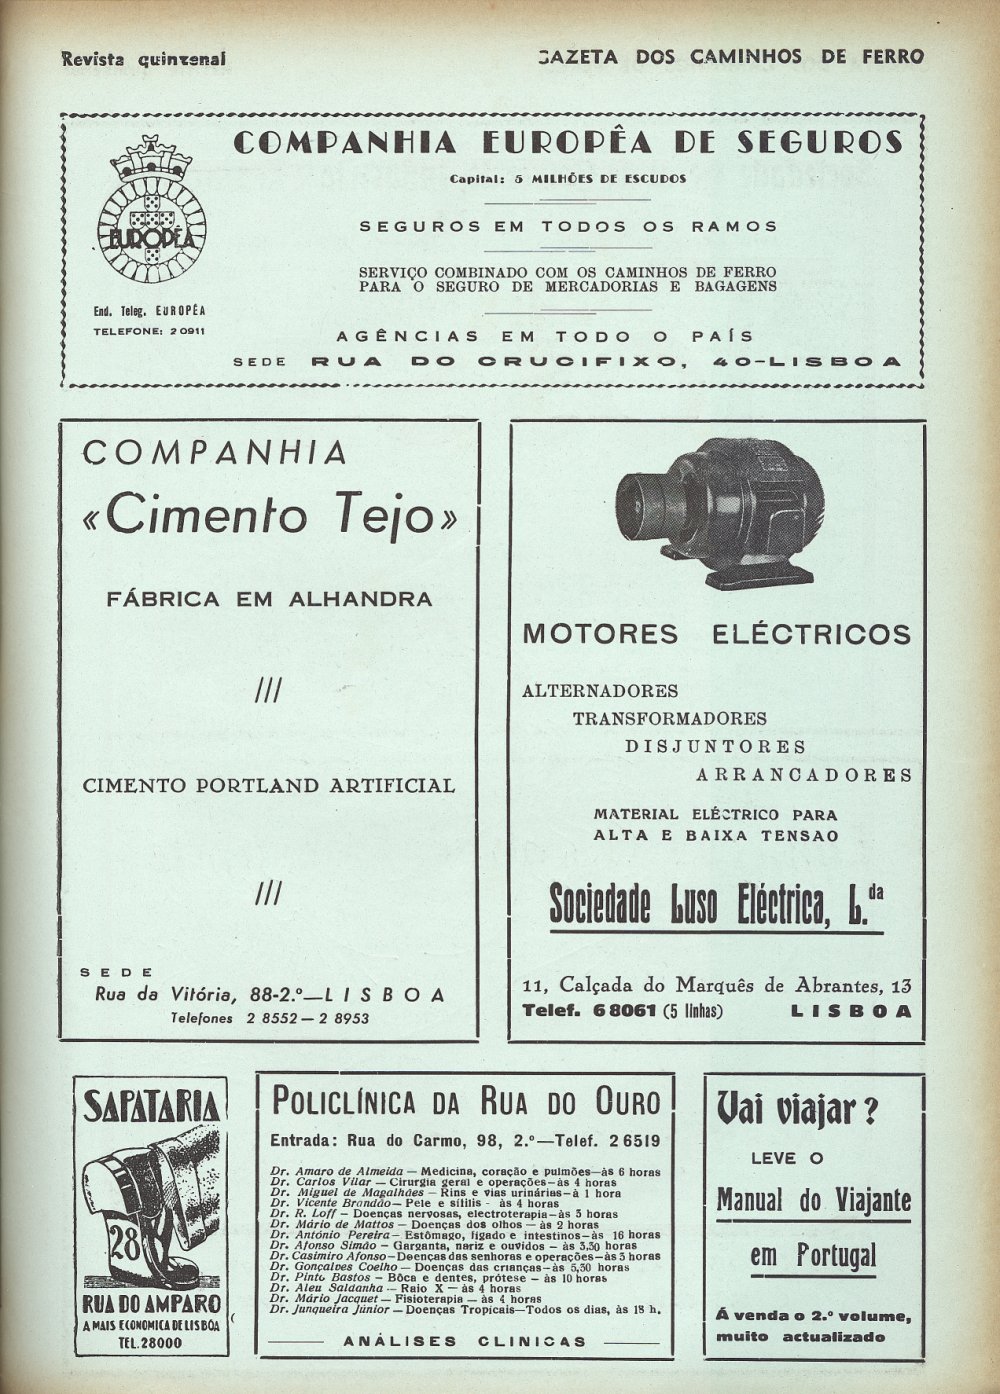 Revista quinzenal
GAZETA DOS CAMINHOS DE FERRO
COMPANHIA EUROPÊA DE SEGUROS
Capital: 5 MILHÕES DE ESCUDOS
EUROPÊA
SEGUROS EM TODOS OS RAMOS
SERVIÇO COMBINADO COM OS CAMINHOS DE FERRO
PARA O SEGURO DE MERCADORIAS E BAGAGENS
End. Teleg. EUROPÊA
TELEFONE: 2 0911
AGÊNCIAS EM TODO O PAÍS
SEDE RUA DO CRUCIFIXO, 40-LISBOA
COMPANHIA
«Cimento Tejo»
FÁBRICA EM ALHANDRA
///
CIMENTO PORTLAND ARTIFICIAL
///
SEDE
Rua da Vitória, 88-2.º—LISBOA
Telefones 2 8552 — 2 8953
MOTORES ELÉCTRICOS
ALTERNADORES
TRANSFORMADORES
DISJUNTORES
ARRANCADORES
MATERIAL ELÉCTRICO PARA
ALTA E BAIXA TENSAO
Sociedade Luso Eléctrica, L.da
11, Calçada do Marquês de Abrantes, 13
Telef. 6 8061 (5 linhas) LISBOA
SAPATARIA
28
RUA DO AMPARO
A MAIS ECONOMICA DE LISBÔA
TEL. 28000
POLICLÍNICA DA RUA DO OURO
Entrada: Rua do Carmo, 98, 2.º—Telef. 2 6519
Dr. Amaro de Almeida — Medicina, coração e pulmões—às 6 horas
Dr. Carlos Vilar — Cirurgia geral e operações—às 4 horas
Dr. Miguel de Magalhães — Rins e vias urinárias—à 1 hora
Dr. Vicente Brandão— Pele e sífilis - às 4 horas
Dr. R. Loff — Doenças nervosas, electroterapia—às 3 horas
Dr. Mário de Mattos — Doenças dos olhos — às 2 horas
Dr. António Pereira— Estômago, fígado e intestinos—às 16 horas
Dr. Afonso Simão — Garganta, nariz e ouvidos — às 3,30 horas
Dr. Casimiro Afonso—Doenças das senhoras e operações—às 3 horas
Dr. Gonçalves Coelho — Doenças das crianças—às 5,30 horas
Dr. Pinto Bastos — Bôca e dentes, prótese — às 10 horas
Dr. Aleu Saldanha — Raio X — às 4 horas
Dr. Mário Jacquet — Fisioterapia — às 4 horas
Dr. Junqueira Júnior — Doenças Tropicais—Todos os dias, às 18 h.
ANÁLISES CLINICAS
Vai viajar?
LEVE O
Manual do Viajante
em Portugal
Á venda o 2.º volume,
muito actualizado